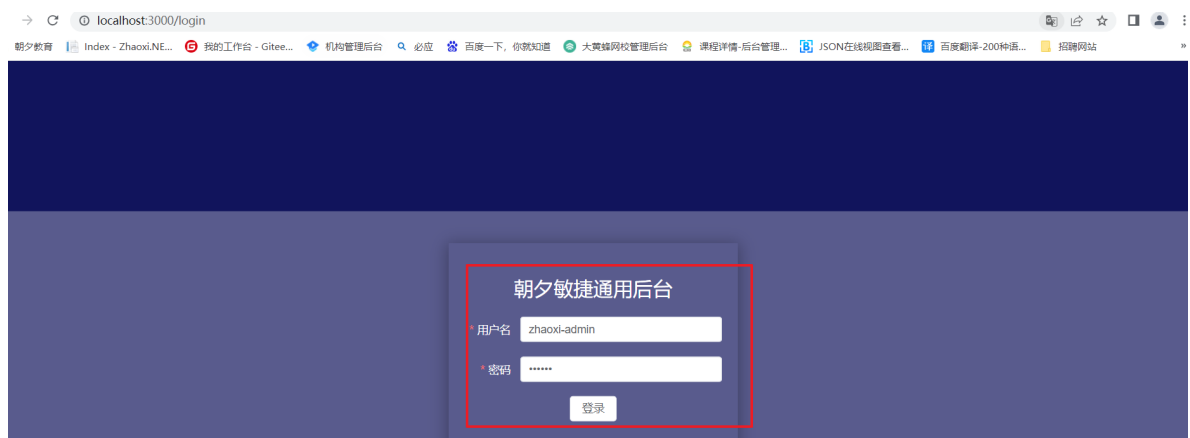 localhost:3000/login
朝夕教育 Index - Zhaoxi.NE... 我的工作台 - Gitee... 机构管理后台 必应 百度一下，你就知道 大黄蜂网校管理后台 课程详情-后台管理... JSON在线视图查看... 百度翻译-200种语... 招聘网站 »
朝夕敏捷通用后台
* 用户名 zhaoxi-admin
* 密码 ••••••
登录